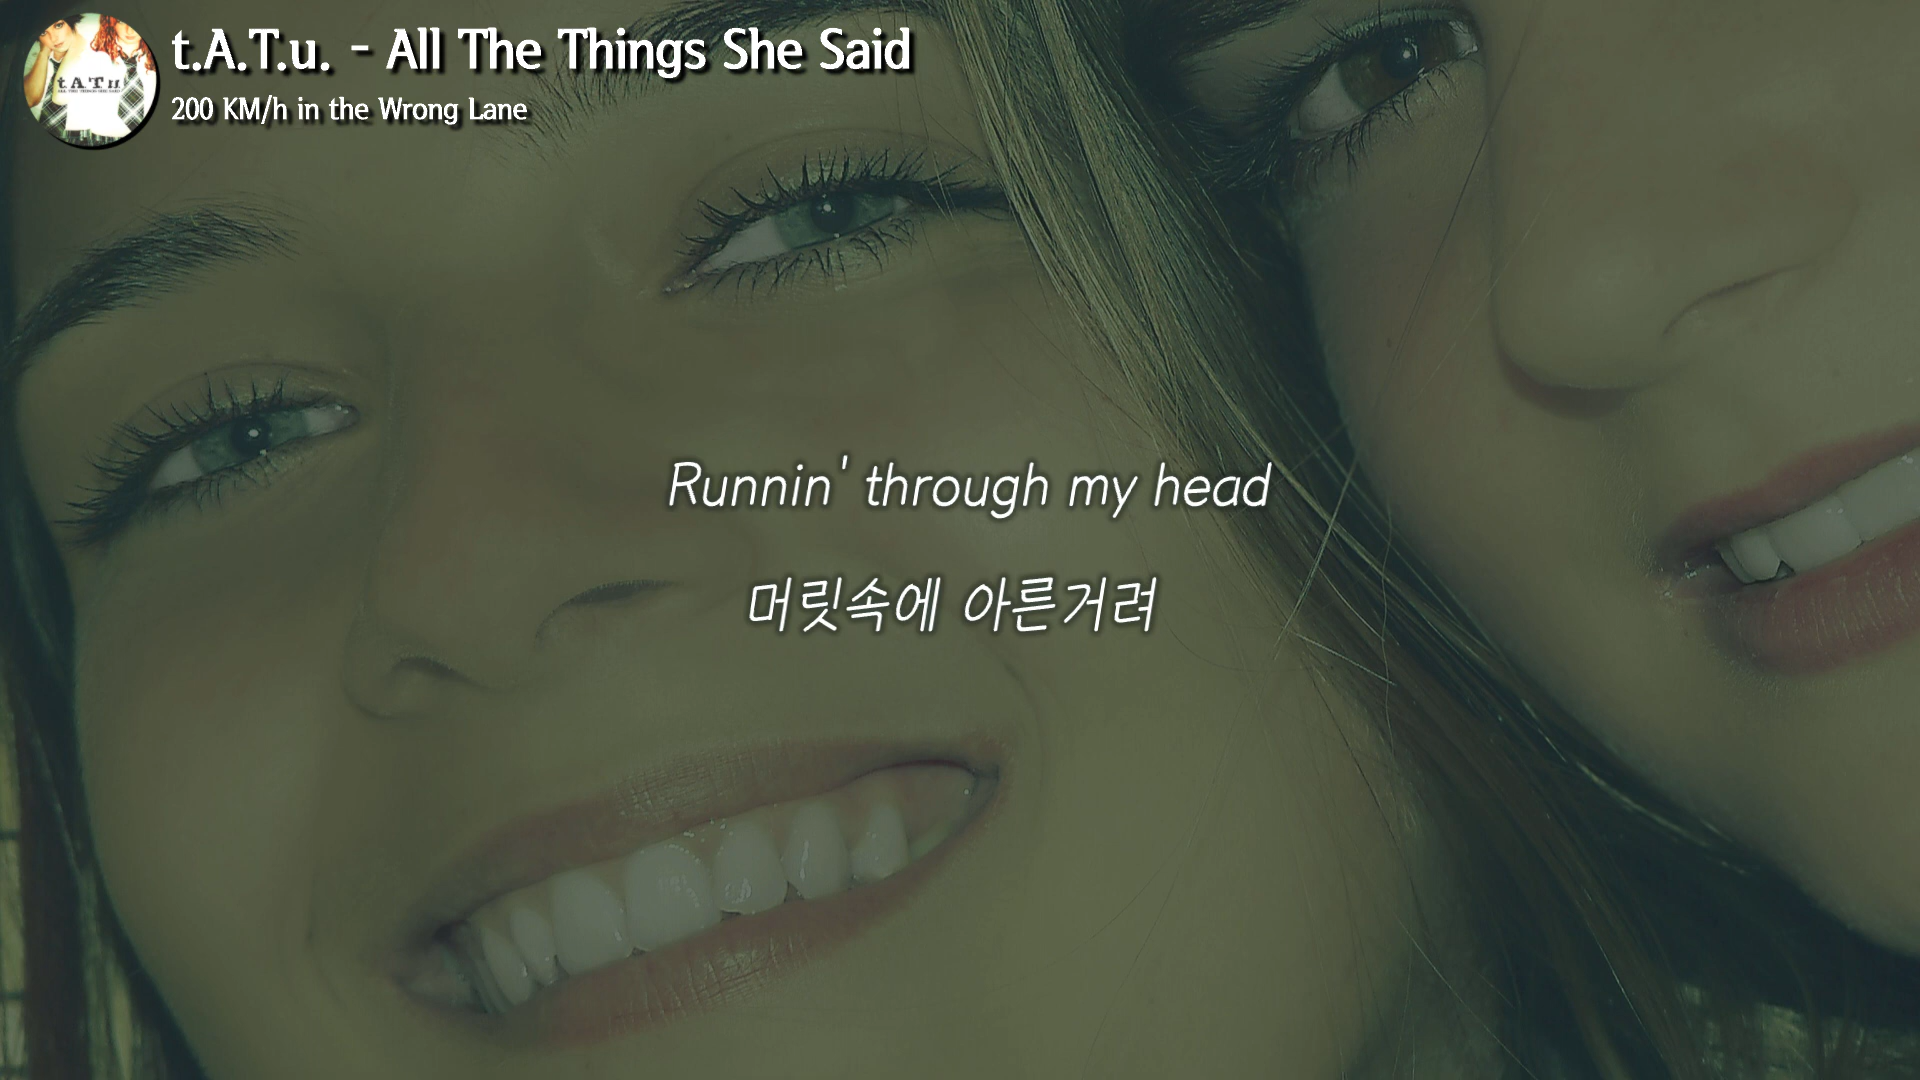 t.A.T.u. - All The Things She Said
200 KM/h in the Wrong Lane
t.A.T.u.
Runnin' through my head
머릿속에 아른거려